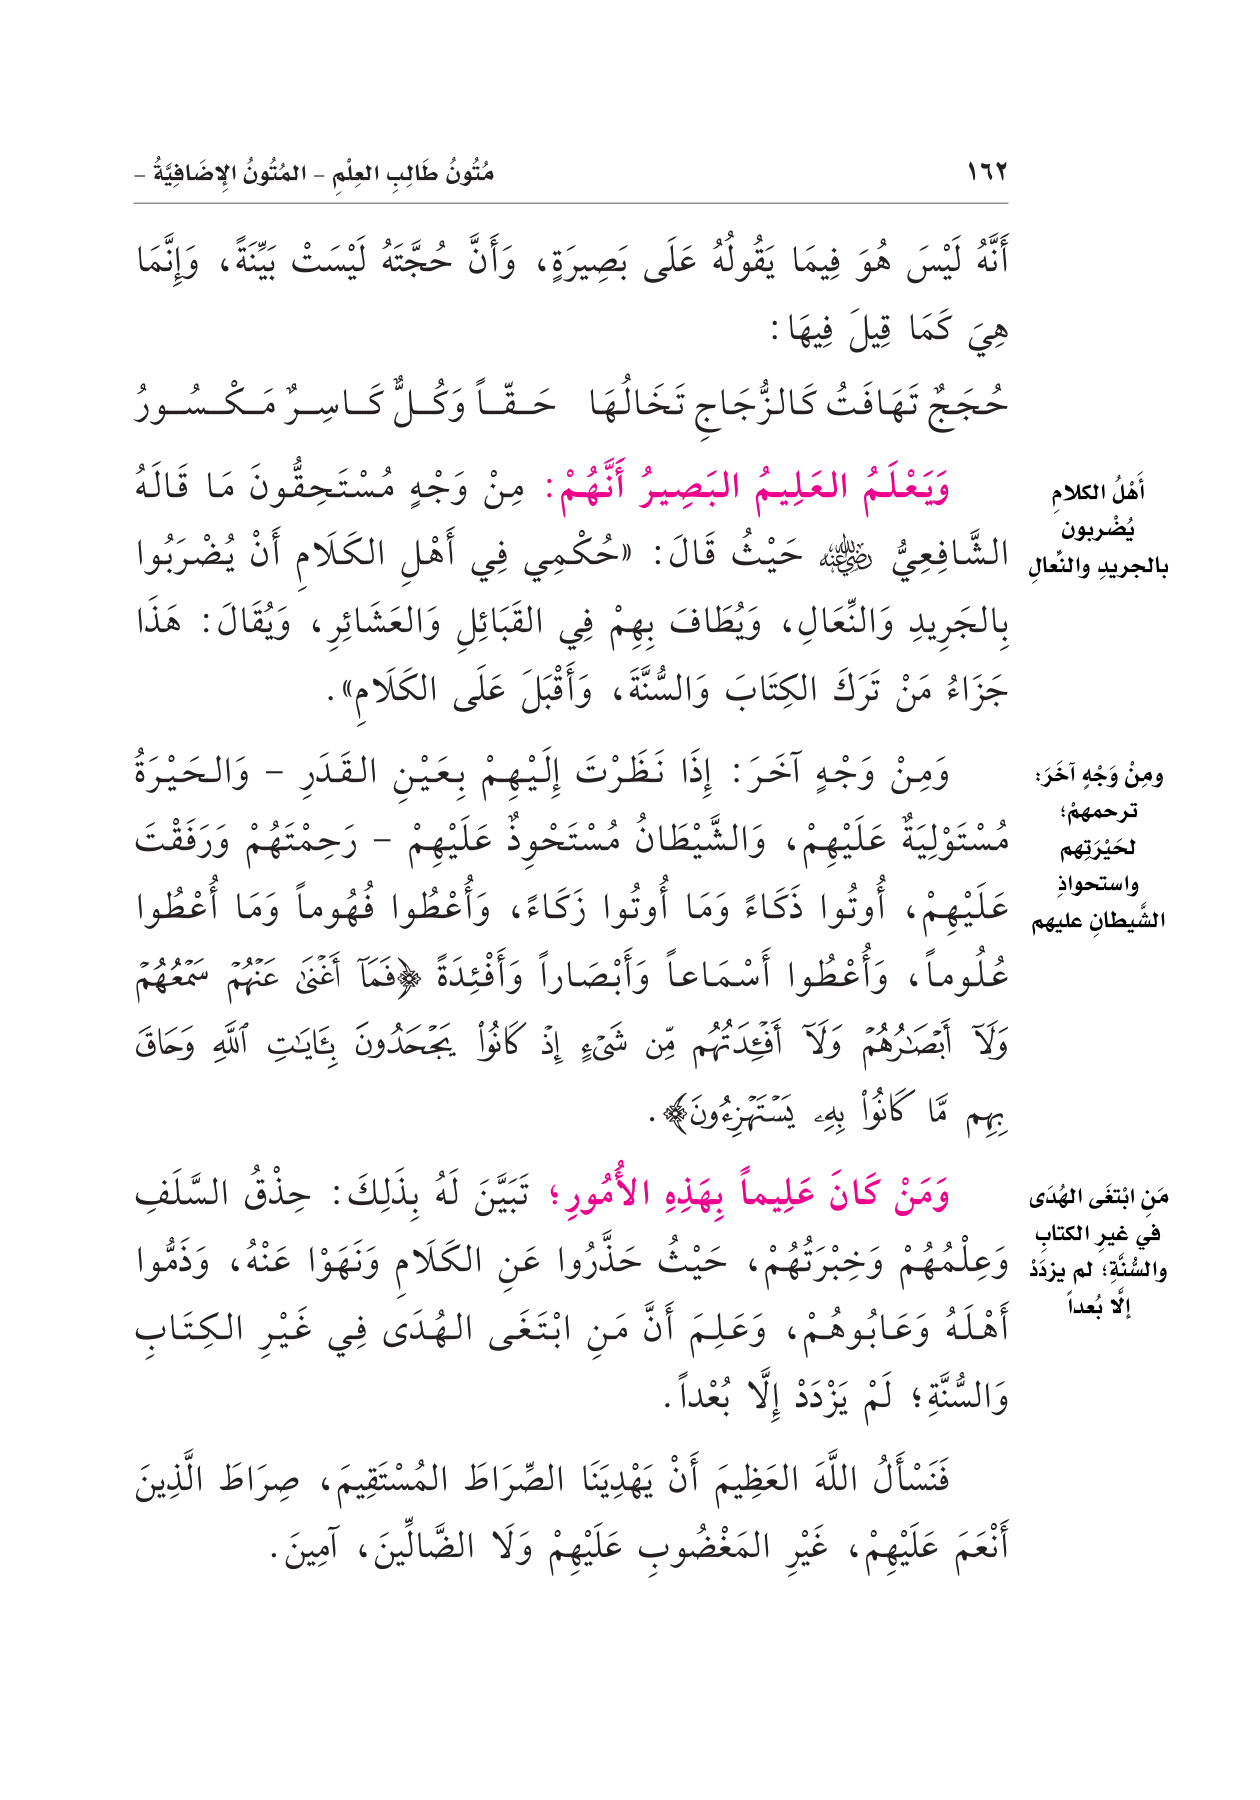 ١٦٢
مُتُونُ طَالِبِ العِلْمِ – المُتُونُ الإِضَافِيَّةُ –
أَنَّهُ لَيْسَ هُوَ فِيمَا يَقُولُهُ عَلَى بَصِيرَةٍ، وَأَنَّ حُجَّتَهُ لَيْسَتْ بَيِّنَةً، وَإِنَّمَا
هِيَ كَمَا قِيلَ فِيهَا:
حُجَجٌ تَهَافَتُ كَالزُّجَاجِ تَخَالُهَا حَقّاً وَكُلٌّ كَاسِرٌ مَكْسُورُ
وَيَعْلَمُ العَلِيمُ البَصِيرُ أَنَّهُمْ: مِنْ وَجْهٍ مُسْتَحِقُّونَ مَا قَالَهُ
الشَّافِعِيُّ رضي الله عنه حَيْثُ قَالَ: «حُكْمِي فِي أَهْلِ الكَلَامِ أَنْ يُضْرَبُوا
بِالجَرِيدِ وَالنِّعَالِ، وَيُطَافَ بِهِمْ فِي القَبَائِلِ وَالعَشَائِرِ، وَيُقَالَ: هَذَا
جَزَاءُ مَنْ تَرَكَ الكِتَابَ وَالسُّنَّةَ، وَأَقْبَلَ عَلَى الكَلَامِ».
أَهْلُ الكلامِ
يُضْربون
بالجريدِ والنِّعالِ
وَمِنْ وَجْهٍ آخَرَ: إِذَا نَظَرْتَ إِلَيْهِمْ بِعَيْنِ القَدَرِ – وَالحَيْرَةُ
مُسْتَوْلِيَةٌ عَلَيْهِمْ، وَالشَّيْطَانُ مُسْتَحْوِذٌ عَلَيْهِمْ – رَحِمْتَهُمْ وَرَفَقْتَ
عَلَيْهِمْ، أُوتُوا ذَكَاءً وَمَا أُوتُوا زَكَاءً، وَأُعْطُوا فُهُوماً وَمَا أُعْطُوا
عُلُوماً، وَأُعْطُوا أَسْمَاعاً وَأَبْصَاراً وَأَفْئِدَةً ﴿فَمَآ أَغْنَىٰ عَنْهُمْ سَمْعُهُمْ
وَلَآ أَبْصَٰرُهُمْ وَلَآ أَفْـِٔدَتُهُم مِّن شَىْءٍ إِذْ كَانُوا۟ يَجْحَدُونَ بِـَٔايَٰتِ ٱللَّهِ وَحَاقَ
بِهِم مَّا كَانُوا۟ بِهِۦ يَسْتَهْزِءُونَ﴾.
ومِنْ وَجْهٍ آخَرَ:
ترحمهمْ؛
لحَيْرَتِهم
واستحواذِ
الشَّيطانِ عليهم
وَمَنْ كَانَ عَلِيماً بِهَذِهِ الأُمُورِ؛ تَبَيَّنَ لَهُ بِذَلِكَ: حِذْقُ السَّلَفِ
وَعِلْمُهُمْ وَخِبْرَتُهُمْ، حَيْثُ حَذَّرُوا عَنِ الكَلَامِ وَنَهَوْا عَنْهُ، وَذَمُّوا
أَهْلَهُ وَعَابُوهُمْ، وَعَلِمَ أَنَّ مَنِ ابْتَغَى الهُدَى فِي غَيْرِ الكِتَابِ
وَالسُّنَّةِ؛ لَمْ يَزْدَدْ إِلَّا بُعْداً.
مَنِ ابْتغَى الهُدَى
في غيرِ الكتابِ
والسُّنَّةِ؛ لم يزدَدْ
إلَّا بُعداً
فَنَسْأَلُ اللَّهَ العَظِيمَ أَنْ يَهْدِيَنَا الصِّرَاطَ المُسْتَقِيمَ، صِرَاطَ الَّذِينَ
أَنْعَمَ عَلَيْهِمْ، غَيْرِ المَغْضُوبِ عَلَيْهِمْ وَلَا الضَّالِّينَ، آمِينَ.